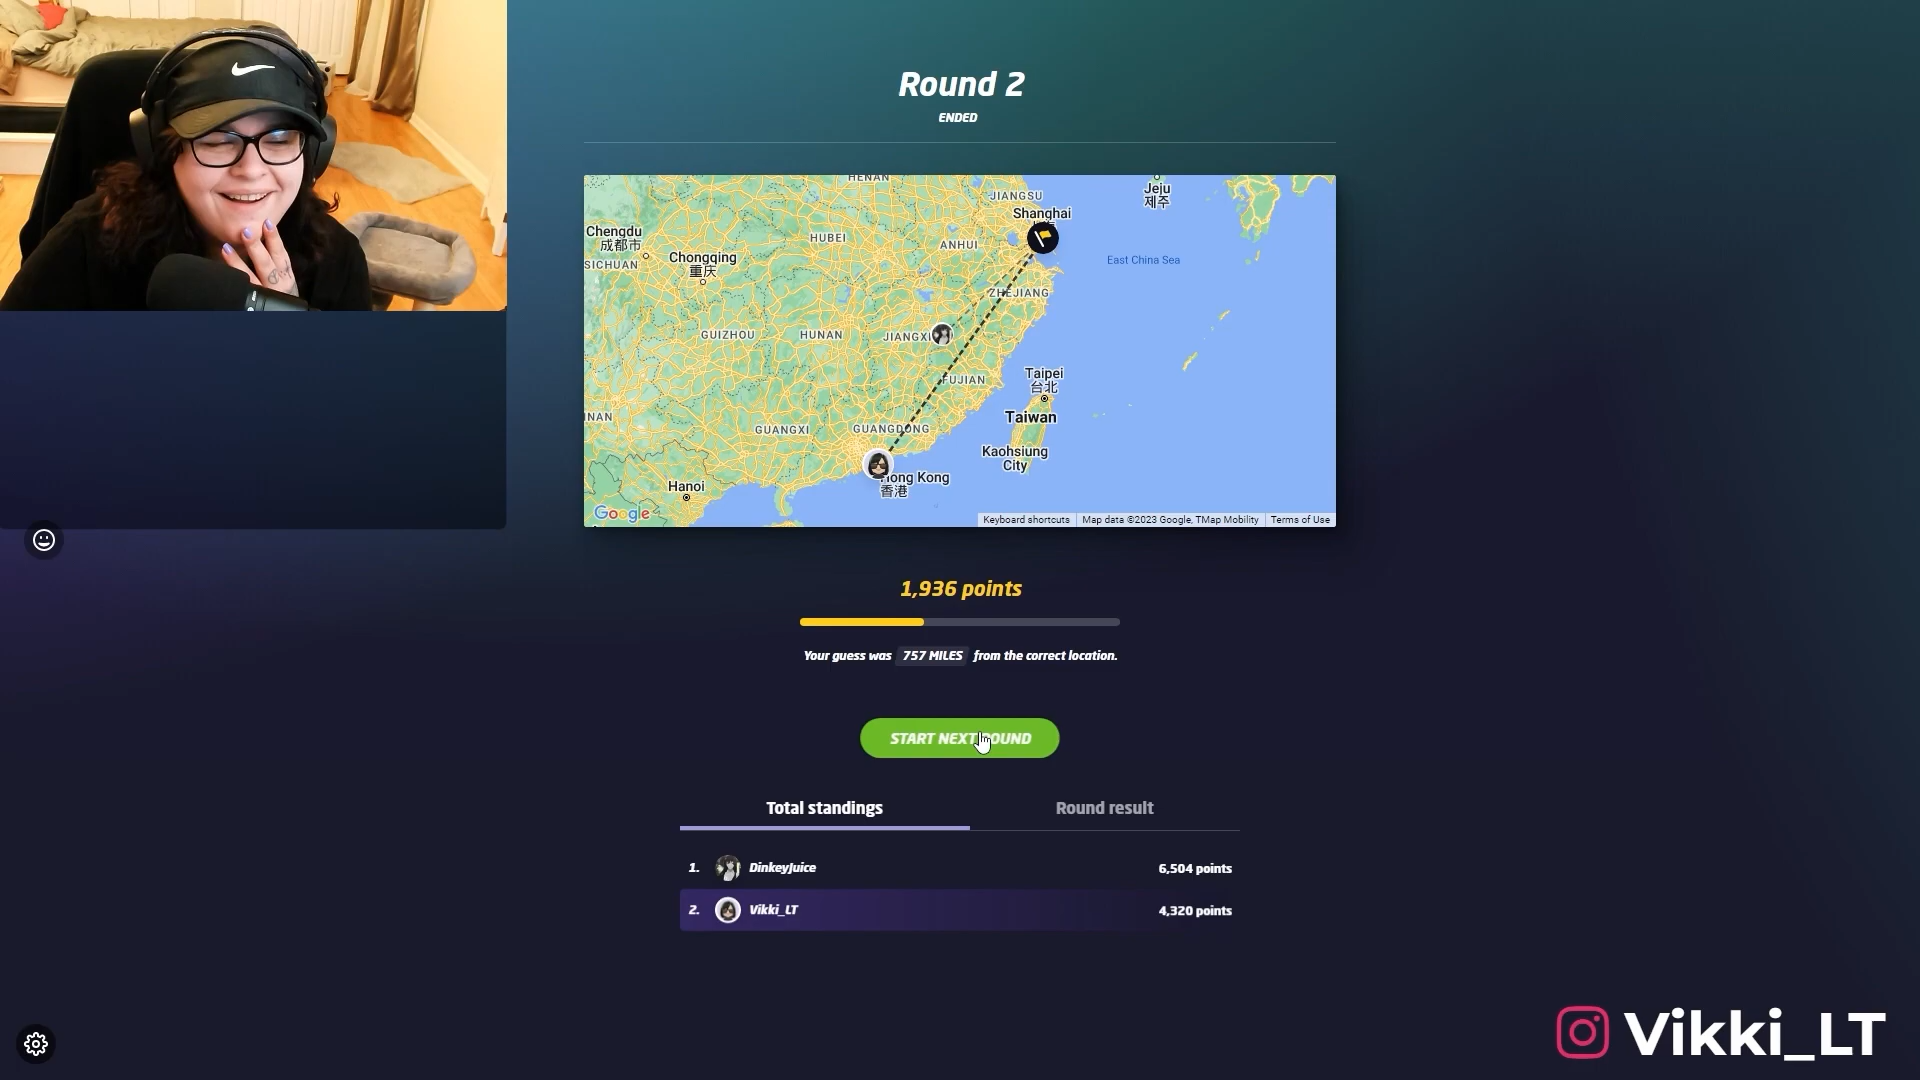 Round 2
ENDED
HENAN
JIANGSU
Jeju
제주
Shanghai
Chengdu
成都市
HUBEI
ANHUI
SICHUAN
Chongqing
重庆
East China Sea
ZHEJIANG
GUIZHOU
HUNAN
JIANGXI
FUJIAN
Taipei
台北
Taiwan
NAN
GUANGXI
GUANGDONG
Kaohsiung
City
Hong Kong
香港
Hanoi
Google
Keyboard shortcuts
Map data ©2023 Google, TMap Mobility
Terms of Use
1,936 points
Your guess was 757 MILES from the correct location.
START NEXT ROUND
Total standings
Round result
1. DinkeyJuice 6,504 points
2. Vikki_LT 4,320 points
Vikki_LT